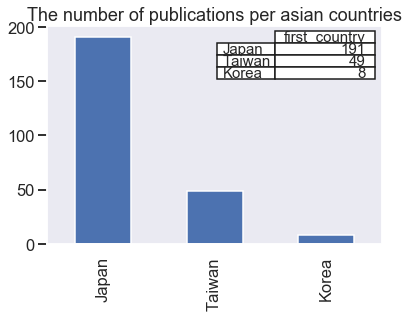 The number of publications per asian countries
200
150
100
50
0
first_country
Japan 191
Taiwan 49
Korea 8
Japan
Taiwan
Korea